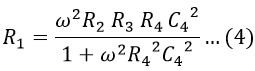 R₁ = (ω²R₂ R₃ R₄ C₄²) / (1 + ω²R₄²C₄²) … (4)